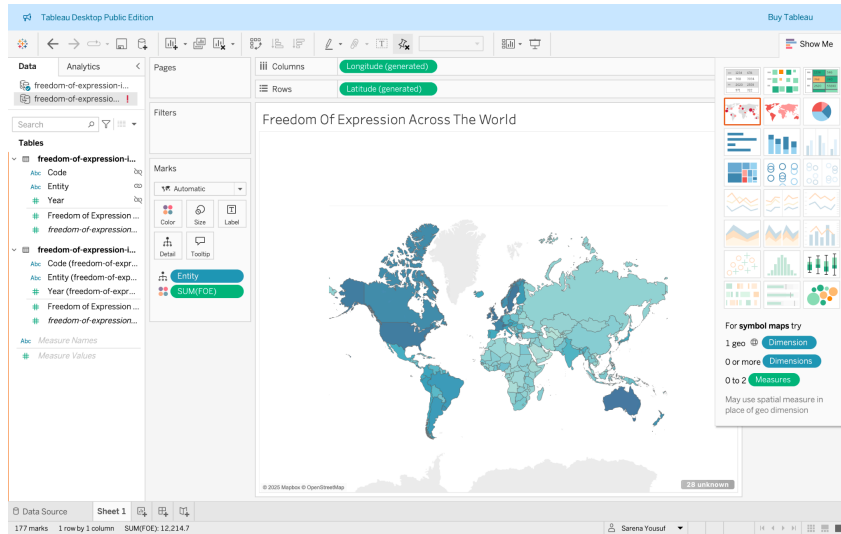 Tableau Desktop Public Edition
Buy Tableau
Show Me
Data
Analytics
freedom-of-expression-i...
freedom-of-expressio... !
Search
Tables
freedom-of-expression-i...
Abc Code
Abc Entity
# Year
# Freedom of Expression ...
# freedom-of-expression...
freedom-of-expression-i...
Abc Code (freedom-of-expr...
Abc Entity (freedom-of-exp...
# Year (freedom-of-expr...
# Freedom of Expression ...
# freedom-of-expression...
Abc Measure Names
# Measure Values
Pages
Filters
Marks
Automatic
Color
Size
Label
Detail
Tooltip
Entity
SUM(FOE)
Columns
Longitude (generated)
Rows
Latitude (generated)
Freedom Of Expression Across The World
© 2025 Mapbox © OpenStreetMap
28 unknown
For symbol maps try
1 geo Dimension
0 or more Dimensions
0 to 2 Measures
May use spatial measure in
place of geo dimension
Data Source
Sheet 1
177 marks 1 row by 1 column SUM(FOE): 12,214.7
Sarena Yousuf